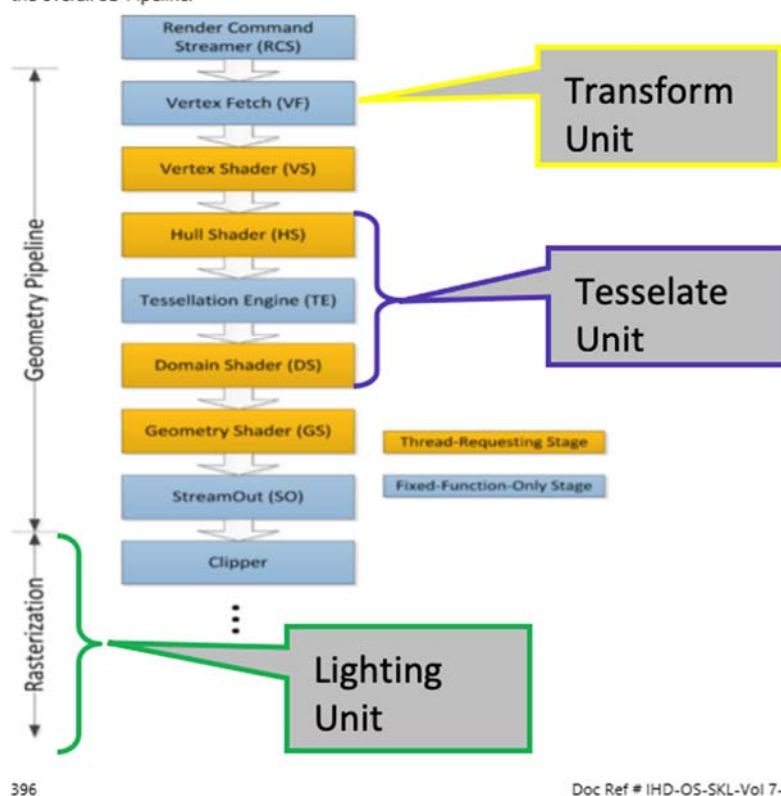 Render Command
Streamer (RCS)
Vertex Fetch (VF)
Transform
Unit
Vertex Shader (VS)
Hull Shader (HS)
Tessellation Engine (TE)
Tesselate
Unit
Domain Shader (DS)
Geometry Shader (GS)
Thread-Requesting Stage
StreamOut (SO)
Fixed-Function-Only Stage
Clipper
Geometry Pipeline
Rasterization
Lighting
Unit
396
Doc Ref # IHD-OS-SKL-Vol 7-